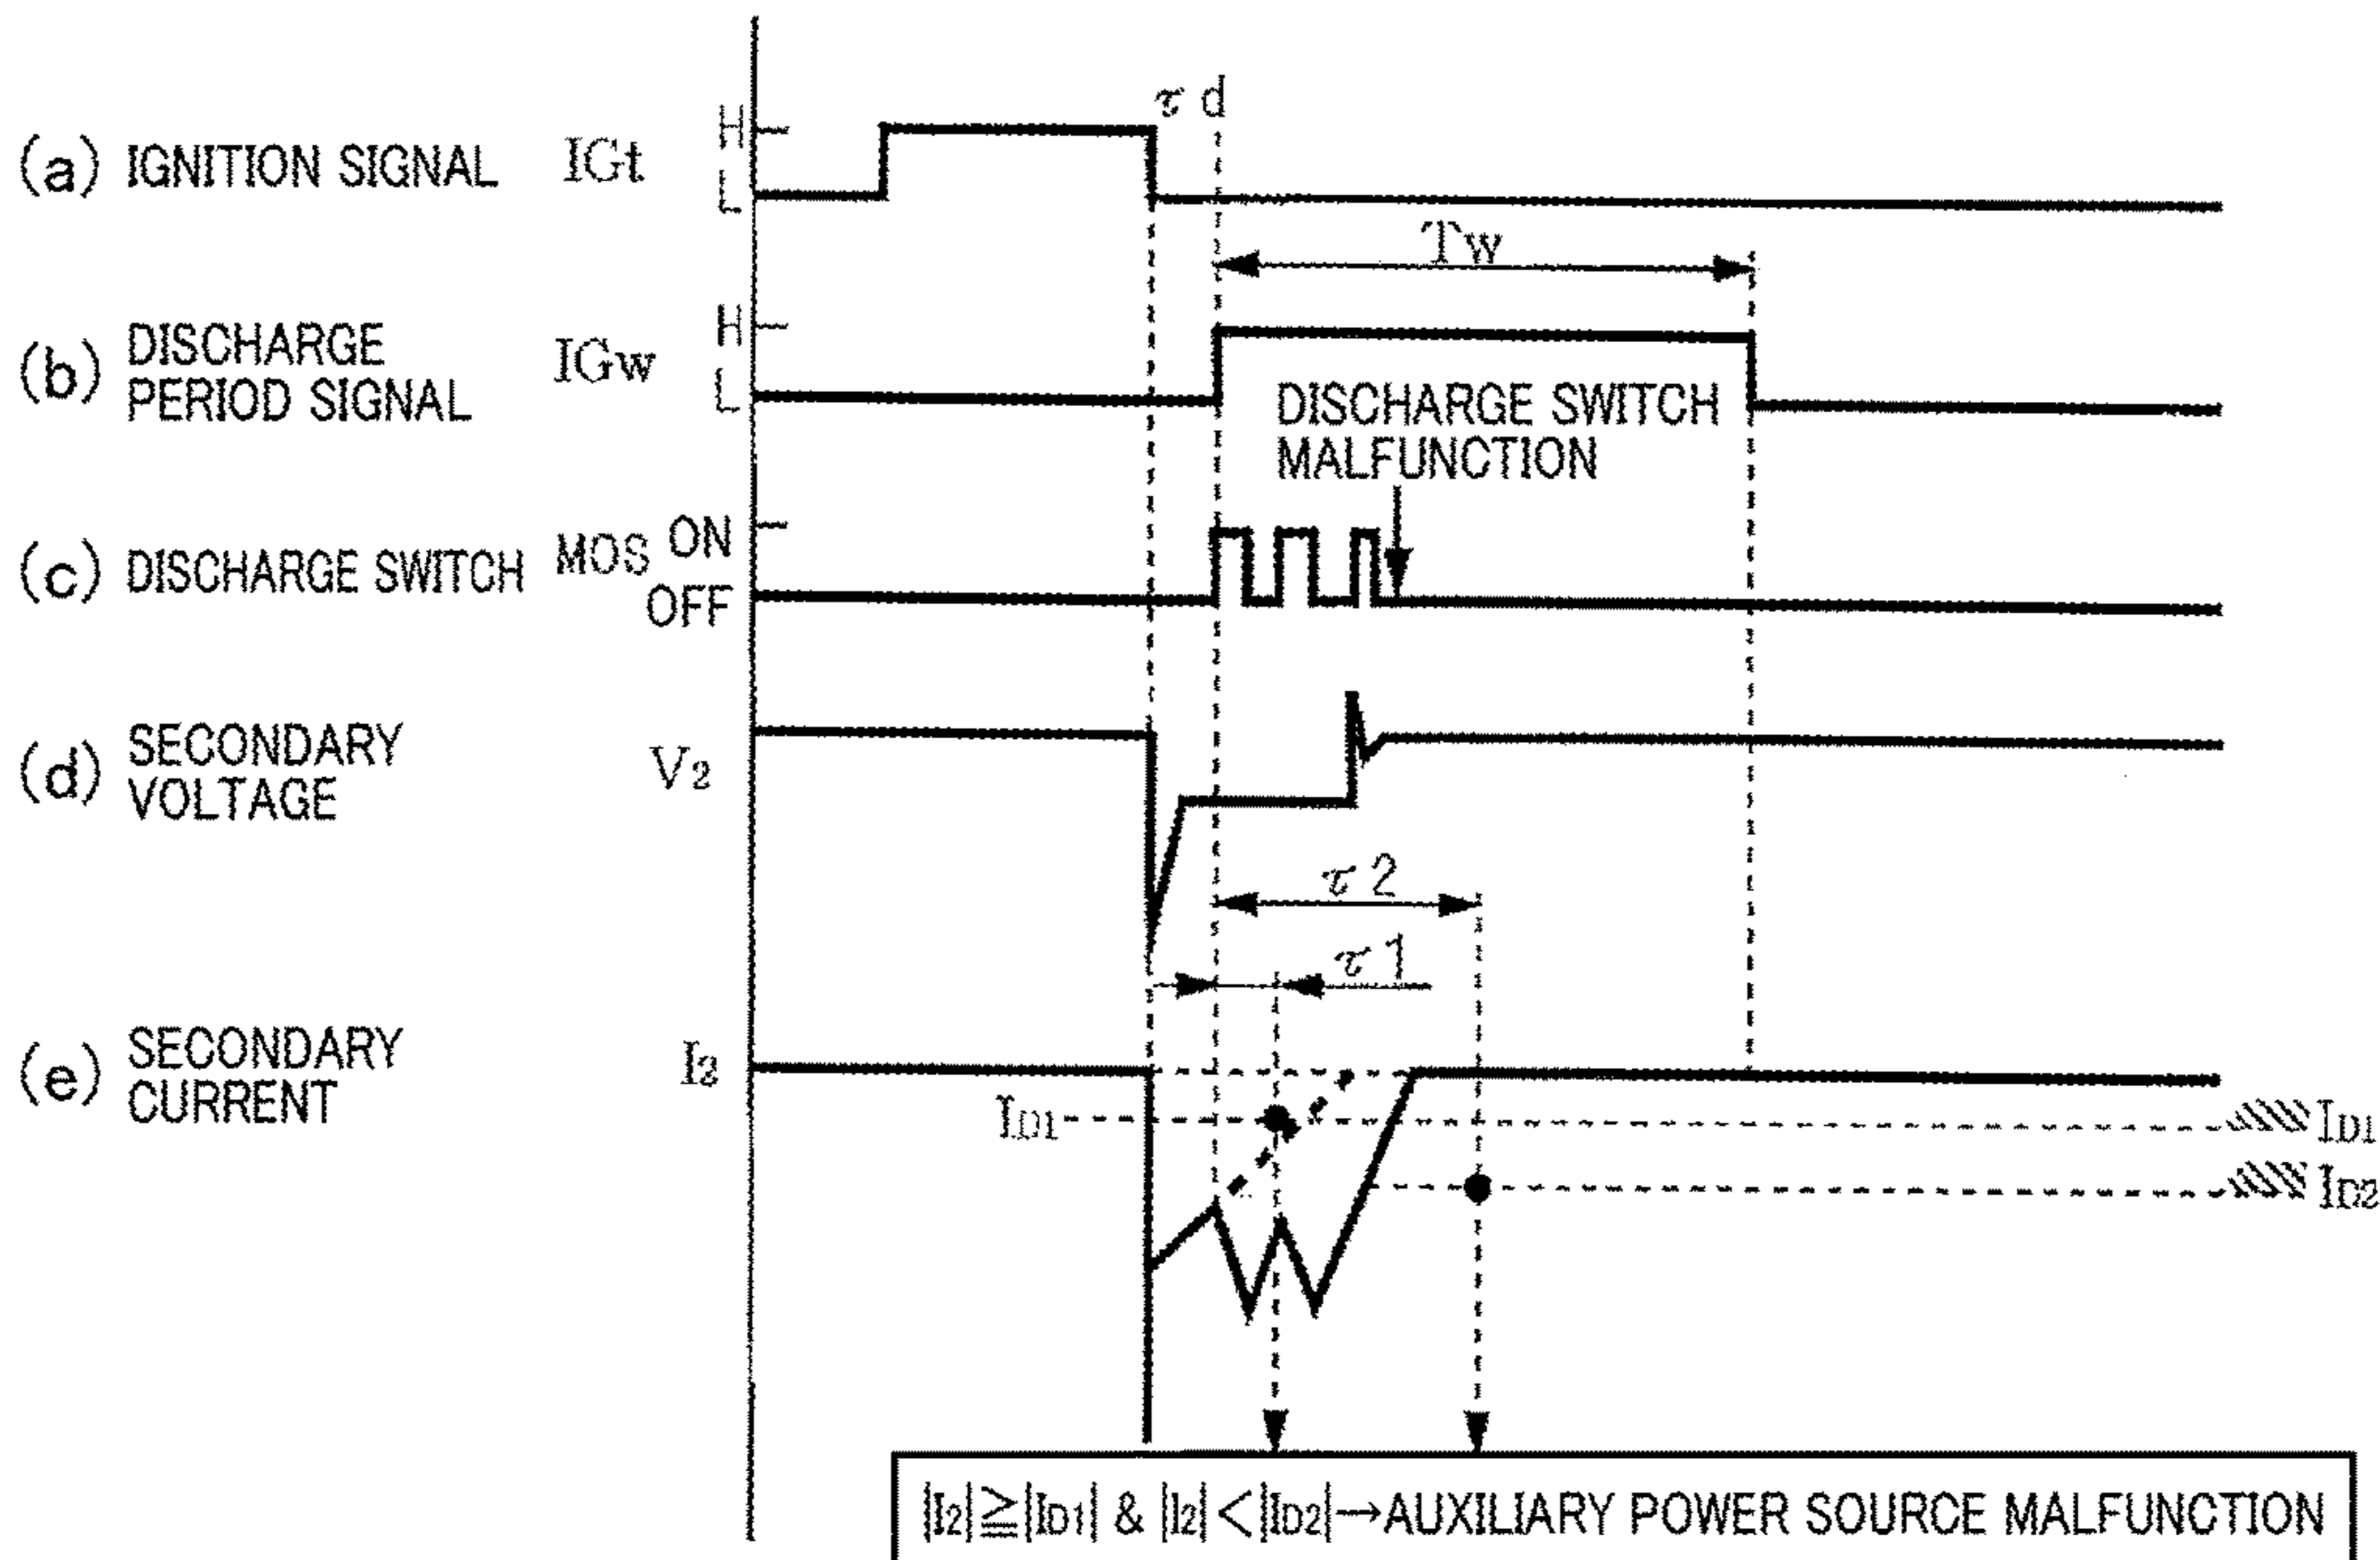 τd
(a) IGNITION SIGNAL IGt H L
Tw
(b) DISCHARGE PERIOD SIGNAL IGw H L
DISCHARGE SWITCH
MALFUNCTION
(c) DISCHARGE SWITCH MOS ON OFF
(d) SECONDARY VOLTAGE V2
τ2
τ1
(e) SECONDARY CURRENT I2
ID1 ID1
ID2
|I2|≧|ID1| & |I2|<|ID2|→AUXILIARY POWER SOURCE MALFUNCTION